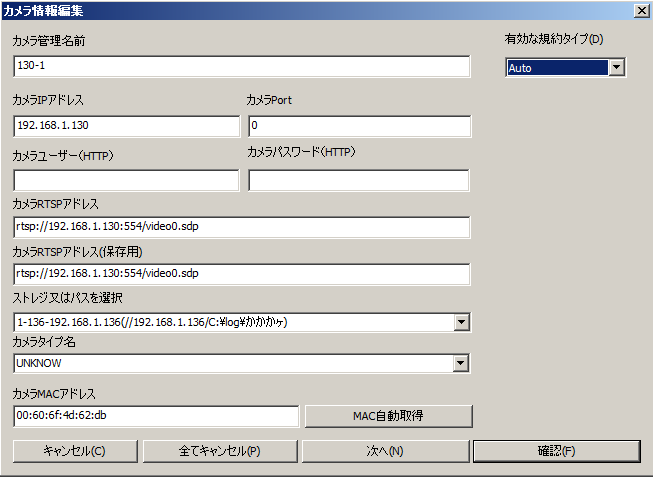 カメラ情報編集
カメラ管理名前
有効な規約タイプ(D)
130-1
Auto
カメラIPアドレス
カメラPort
192.168.1.130
0
カメラユーザー(HTTP)
カメラパスワード(HTTP)
カメラRTSPアドレス
rtsp://192.168.1.130:554/video0.sdp
カメラRTSPアドレス(保存用)
rtsp://192.168.1.130:554/video0.sdp
ストレジ又はパスを選択
1-136-192.168.1.136(//192.168.1.136/C:¥log¥かかかヶ)
カメラタイプ名
UNKNOW
カメラMACアドレス
00:60:6f:4d:62:db
MAC自動取得
キャンセル(C)
全てキャンセル(P)
次へ(N)
確認(F)